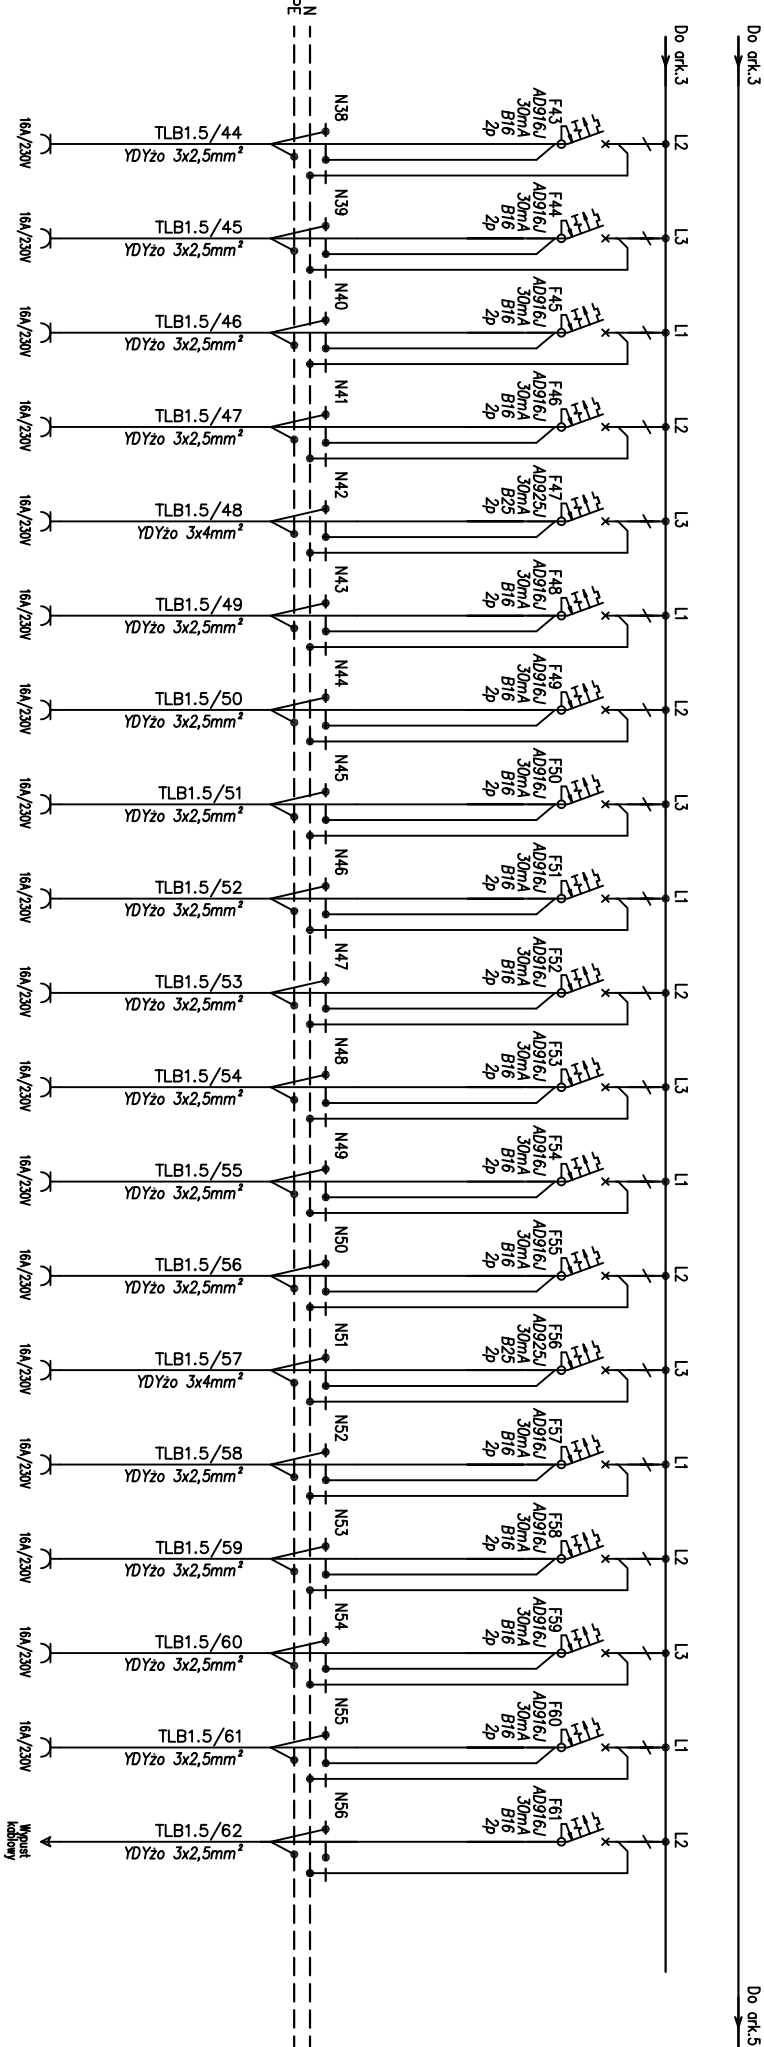 Do ark.3
Do ark.3
Do ark.5
N
PE
L2
F43
AD916J
30mA
B16
2p
N38
TLB1.5/44
YDYżo 3x2,5mm²
16A/230V
L3
F44
AD916J
30mA
B16
2p
N39
TLB1.5/45
YDYżo 3x2,5mm²
16A/230V
L1
F45
AD916J
30mA
B16
2p
N40
TLB1.5/46
YDYżo 3x2,5mm²
16A/230V
L2
F46
AD916J
30mA
B16
2p
N41
TLB1.5/47
YDYżo 3x2,5mm²
16A/230V
L3
F47
AD925J
30mA
B25
2p
N42
TLB1.5/48
YDYżo 3x4mm²
16A/230V
L1
F48
AD916J
30mA
B16
2p
N43
TLB1.5/49
YDYżo 3x2,5mm²
16A/230V
L2
F49
AD916J
30mA
B16
2p
N44
TLB1.5/50
YDYżo 3x2,5mm²
16A/230V
L3
F50
AD916J
30mA
B16
2p
N45
TLB1.5/51
YDYżo 3x2,5mm²
16A/230V
L1
F51
AD916J
30mA
B16
2p
N46
TLB1.5/52
YDYżo 3x2,5mm²
16A/230V
L2
F52
AD916J
30mA
B16
2p
N47
TLB1.5/53
YDYżo 3x2,5mm²
16A/230V
L3
F53
AD916J
30mA
B16
2p
N48
TLB1.5/54
YDYżo 3x2,5mm²
16A/230V
L1
F54
AD916J
30mA
B16
2p
N49
TLB1.5/55
YDYżo 3x2,5mm²
16A/230V
L2
F55
AD916J
30mA
B16
2p
N50
TLB1.5/56
YDYżo 3x2,5mm²
16A/230V
L3
F56
AD925J
30mA
B25
2p
N51
TLB1.5/57
YDYżo 3x4mm²
16A/230V
L1
F57
AD916J
30mA
B16
2p
N52
TLB1.5/58
YDYżo 3x2,5mm²
16A/230V
L2
F58
AD916J
30mA
B16
2p
N53
TLB1.5/59
YDYżo 3x2,5mm²
16A/230V
L3
F59
AD916J
30mA
B16
2p
N54
TLB1.5/60
YDYżo 3x2,5mm²
16A/230V
L1
F60
AD916J
30mA
B16
2p
N55
TLB1.5/61
YDYżo 3x2,5mm²
16A/230V
L2
F61
AD916J
30mA
B16
2p
N56
TLB1.5/62
YDYżo 3x2,5mm²
Wypust
kablowy